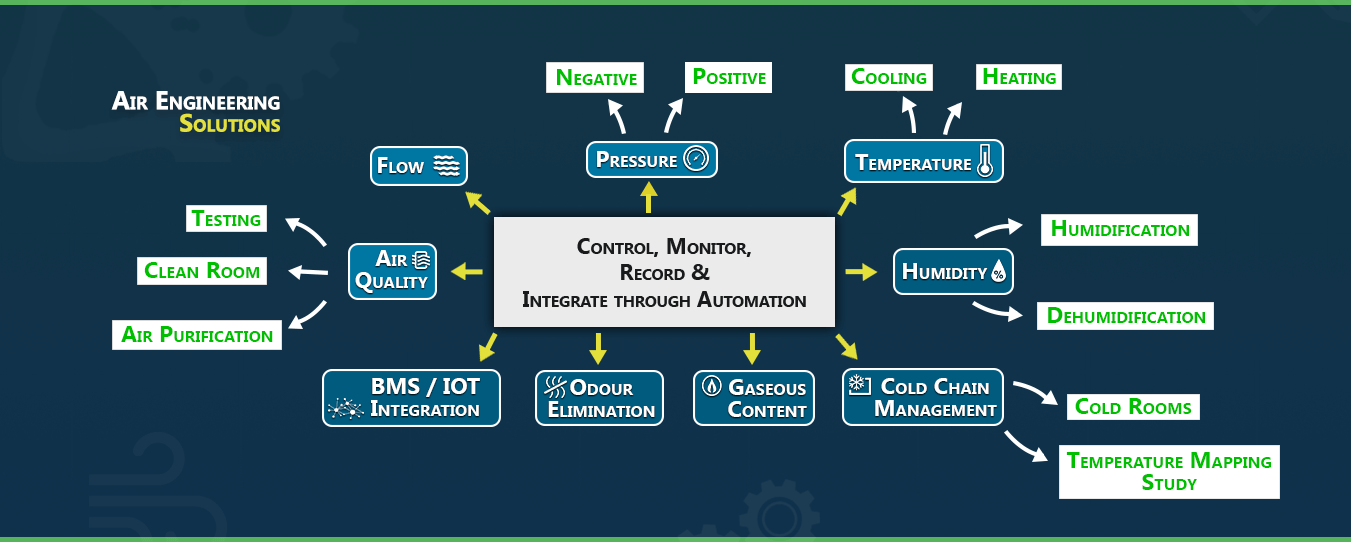 Air Engineering
Solutions
Negative
Positive
Cooling
Heating
Flow
Pressure
Temperature
Testing
Clean Room
Air Purification
Air
Quality
Control, Monitor,
Record &
Integrate through Automation
Humidity
%
Humidification
Dehumidification
BMS / IOT
Integration
Odour
Elimination
Gaseous
Content
Cold Chain
Management
Cold Rooms
Temperature Mapping
Study